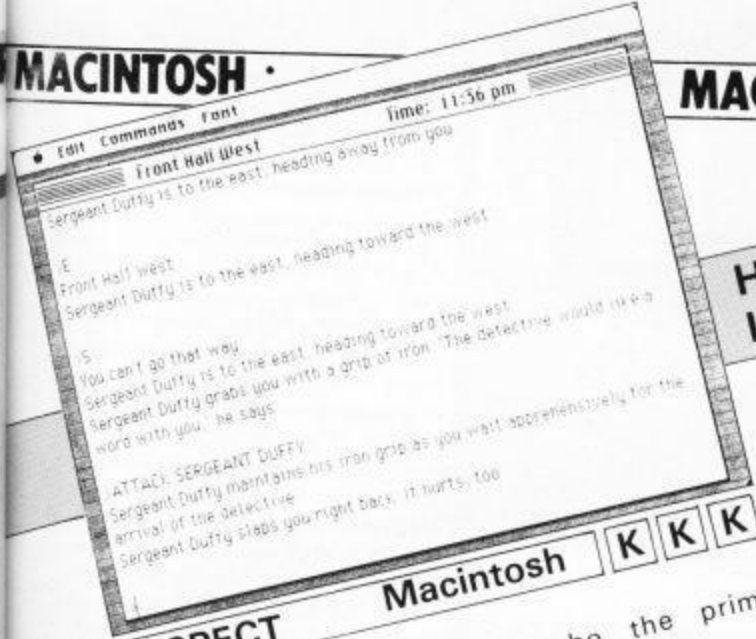 MACINTOSH ·
MAC
Edit Commands Font
Front Hall West Time: 11:56 pm
Sergeant Duffy is to the east, heading away from you
E
Front Hall west
Sergeant Duffy is to the east, heading toward the west
S
You can't go that way
Sergeant Duffy is to the east, heading toward the west
Sergeant Duffy grabs you with a grip of iron "The detective would like a
word with you." he says
ATTACK SERGEANT DUFFY
Sergeant Duffy maintains his iron grip as you wait apprehensively for the
arrival of the detective
Sergeant Duffy slaps you right back. It hurts, too
H
SPECT Macintosh K K K
be the prim